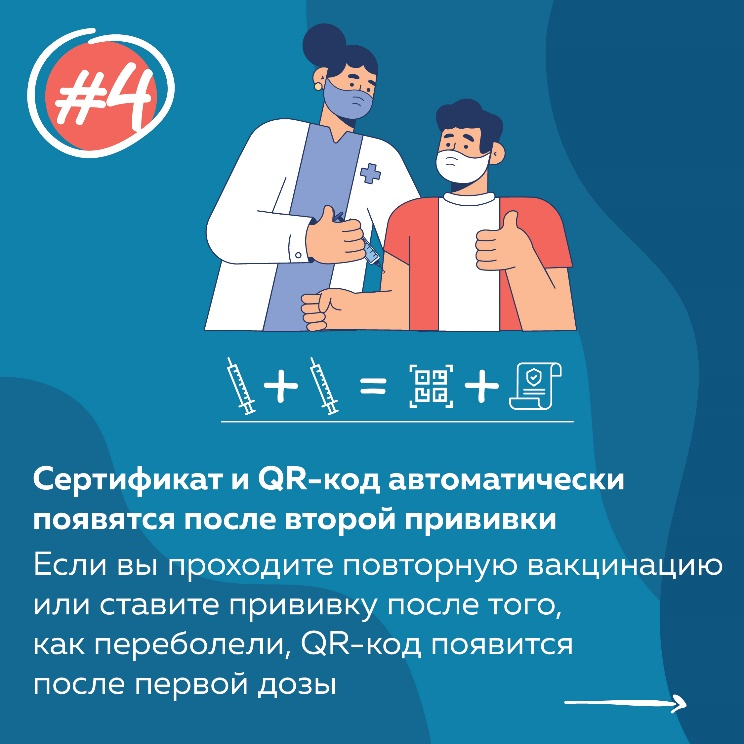 #4
+ = +
Сертификат и QR-код автоматически
появятся после второй прививки
Если вы проходите повторную вакцинацию
или ставите прививку после того,
как переболели, QR-код появится
после первой дозы